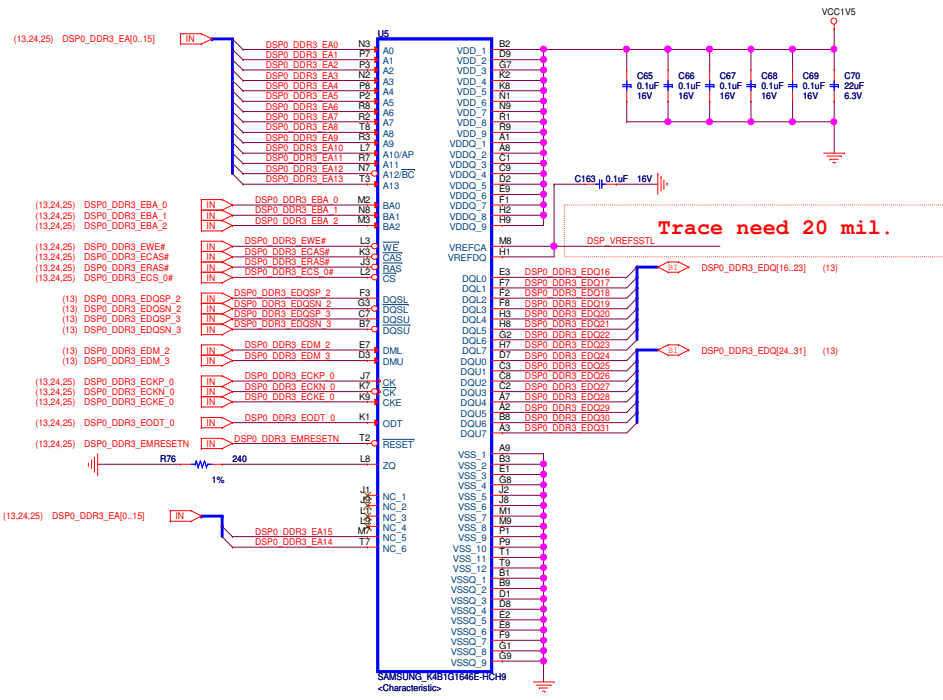 VCC1V5
U5
(13,24,25) DSP0_DDR3_EA[0..15] IN
DSP0_DDR3_EA0 N3 A0
DSP0_DDR3_EA1 P7 A1
DSP0_DDR3_EA2 P3 A2
DSP0_DDR3_EA3 N2 A3
DSP0_DDR3_EA4 P8 A4
DSP0_DDR3_EA5 P2 A5
DSP0_DDR3_EA6 R8 A6
DSP0_DDR3_EA7 R2 A7
DSP0_DDR3_EA8 T8 A8
DSP0_DDR3_EA9 R3 A9
DSP0_DDR3_EA10 L7 A10/AP
DSP0_DDR3_EA11 R7 A11
DSP0_DDR3_EA12 N7 A12/BC
DSP0_DDR3_EA13 T3 A13
(13,24,25) DSP0_DDR3_EBA_0 IN DSP0_DDR3_EBA_0 M2 BA0
(13,24,25) DSP0_DDR3_EBA_1 IN DSP0_DDR3_EBA_1 N8 BA1
(13,24,25) DSP0_DDR3_EBA_2 IN DSP0_DDR3_EBA_2 M3 BA2
(13,24,25) DSP0_DDR3_EWE# IN DSP0_DDR3_EWE# L3 WE
(13,24,25) DSP0_DDR3_ECAS# IN DSP0_DDR3_ECAS# K3 CAS
(13,24,25) DSP0_DDR3_ERAS# IN DSP0_DDR3_ERAS# J3 RAS
(13,24,25) DSP0_DDR3_ECS_0# IN DSP0_DDR3_ECS_0# L2 CS
(13) DSP0_DDR3_EDQSP_2 IN DSP0_DDR3_EDQSP_2 F3 DQSL
(13) DSP0_DDR3_EDQSN_2 IN DSP0_DDR3_EDQSN_2 G3 DQSL
(13) DSP0_DDR3_EDQSP_3 IN DSP0_DDR3_EDQSP_3 C7 DQSU
(13) DSP0_DDR3_EDQSN_3 IN DSP0_DDR3_EDQSN_3 B7 DQSU
(13) DSP0_DDR3_EDM_2 IN DSP0_DDR3_EDM_2 E7 DML
(13) DSP0_DDR3_EDM_3 IN DSP0_DDR3_EDM_3 D3 DMU
(13,24,25) DSP0_DDR3_ECKP_0 IN DSP0_DDR3_ECKP_0 J7 CK
(13,24,25) DSP0_DDR3_ECKN_0 IN DSP0_DDR3_ECKN_0 K7 CK
(13,24,25) DSP0_DDR3_ECKE_0 IN DSP0_DDR3_ECKE_0 K9 CKE
(13,24,25) DSP0_DDR3_EODT_0 IN DSP0_DDR3_EODT_0 K1 ODT
(13,24,25) DSP0_DDR3_EMRESETN IN DSP0_DDR3_EMRESETN T2 RESET
R76 240 L8 ZQ
1%
J1 NC_1
NC_2
NC_3
L9 NC_4
(13,24,25) DSP0_DDR3_EA[0..15] IN
DSP0_DDR3_EA15 M7 NC_5
DSP0_DDR3_EA14 T7 NC_6
VDD_1 B2
VDD_2 D9
VDD_3 G7
VDD_4 K2
VDD_5 K8
VDD_6 N1
VDD_7 N9
VDD_8 R1
VDD_9 R9
VDDQ_1 A1
VDDQ_2 A8
VDDQ_3 C1
VDDQ_4 C9
VDDQ_5 D2
VDDQ_6 E9
VDDQ_7 F1
VDDQ_8 H2
VDDQ_9 H9
C65 0.1uF 16V
C66 0.1uF 16V
C67 0.1uF 16V
C68 0.1uF 16V
C69 0.1uF 16V
C70 22uF 6.3V
C163 0.1uF 16V
Trace need 20 mil.
VREFCA M8 DSP_VREFSSTL
VREFDQ H1
DQL0 E3 DSP0_DDR3_EDQ16
DQL1 F7 DSP0_DDR3_EDQ17
DQL2 F2 DSP0_DDR3_EDQ18
DQL3 F8 DSP0_DDR3_EDQ19
DQL4 H3 DSP0_DDR3_EDQ20
DQL5 H8 DSP0_DDR3_EDQ21
DQL6 G2 DSP0_DDR3_EDQ22
DQL7 H7 DSP0_DDR3_EDQ23
BI DSP0_DDR3_EDQ[16..23] (13)
DQU0 D7 DSP0_DDR3_EDQ24
DQU1 C3 DSP0_DDR3_EDQ25
DQU2 C8 DSP0_DDR3_EDQ26
DQU3 C2 DSP0_DDR3_EDQ27
DQU4 A7 DSP0_DDR3_EDQ28
DQU5 A2 DSP0_DDR3_EDQ29
DQU6 B8 DSP0_DDR3_EDQ30
DQU7 A3 DSP0_DDR3_EDQ31
BI DSP0_DDR3_EDQ[24..31] (13)
VSS_1 A9
VSS_2 B3
VSS_3 E1
VSS_4 G8
VSS_5 J2
VSS_6 J8
VSS_7 M1
VSS_8 M9
VSS_9 P1
VSS_10 P9
VSS_11 T1
VSS_12 T9
VSSQ_1 B1
VSSQ_2 B9
VSSQ_3 D1
VSSQ_4 D8
VSSQ_5 E2
VSSQ_6 E8
VSSQ_7 F9
VSSQ_8 G1
VSSQ_9 G9
SAMSUNG_K4B1G1646E-HCH9
<Characteristic>